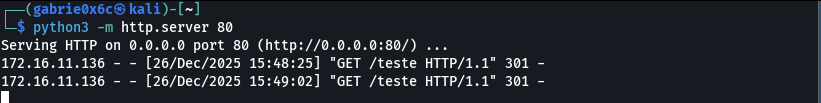 ┌──(gabrie0x6c㉿kali)-[~]
└─$ python3 -m http.server 80
Serving HTTP on 0.0.0.0 port 80 (http://0.0.0.0:80/) ...
172.16.11.136 - - [26/Dec/2025 15:48:25] "GET /teste HTTP/1.1" 301 -
172.16.11.136 - - [26/Dec/2025 15:49:02] "GET /teste HTTP/1.1" 301 -